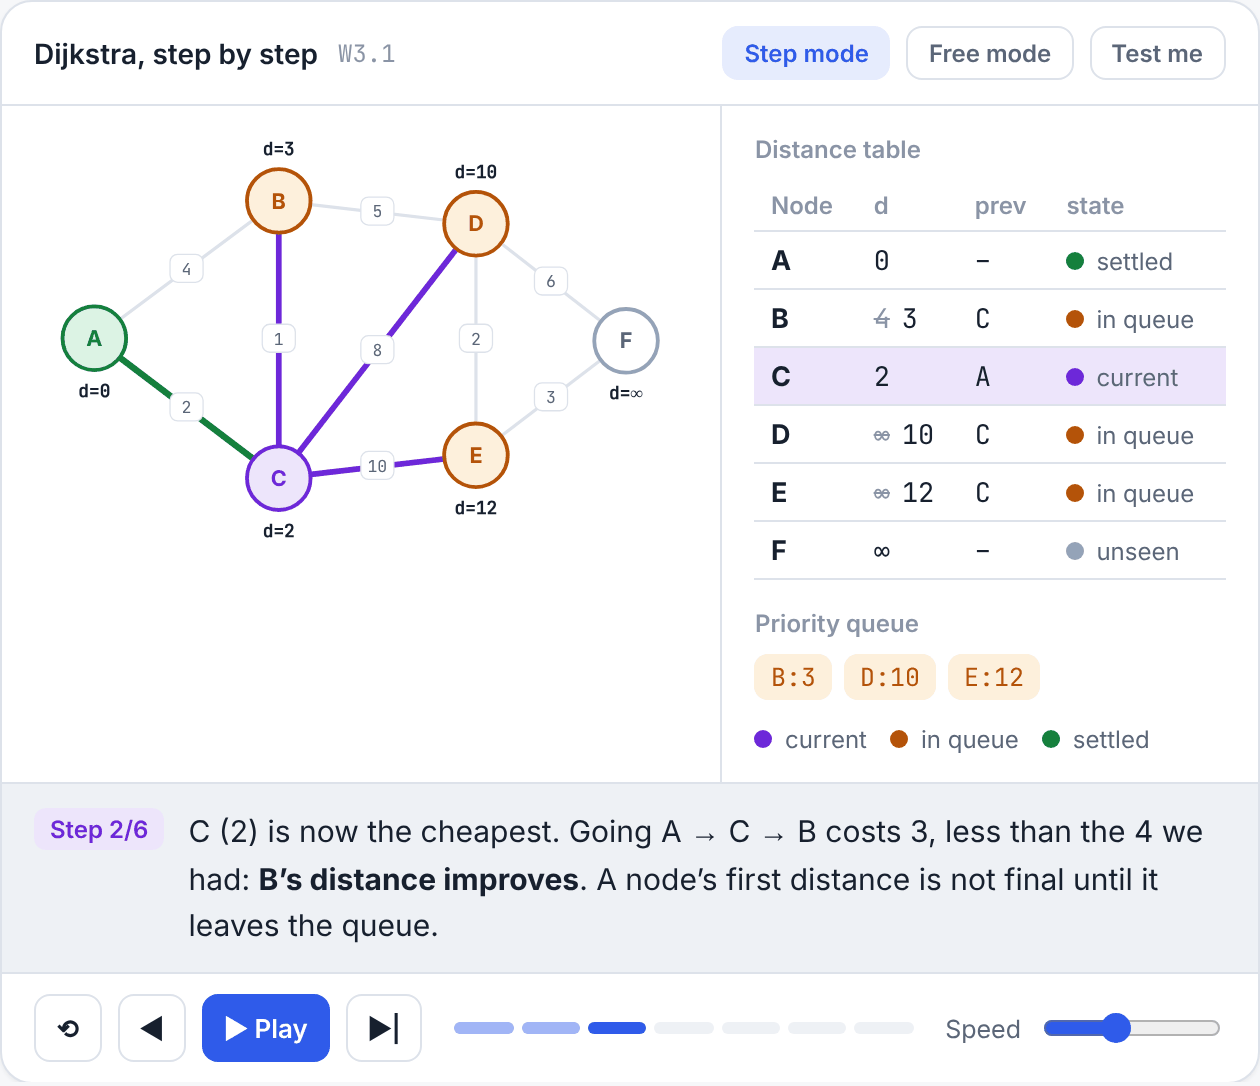 Dijkstra, step by step W3.1
Step mode Free mode Test me
d=3
B
d=10
D
5
4
6
A
d=0
1
8
2
F
d=∞
2
3
C
d=2
10
E
d=12
Distance table
Node d prev state
A 0 – settled
B 4 3 C in queue
C 2 A current
D ∞ 10 C in queue
E ∞ 12 C in queue
F ∞ – unseen
Priority queue
B:3 D:10 E:12
current in queue settled
Step 2/6
C (2) is now the cheapest. Going A → C → B costs 3, less than the 4 we
had: B’s distance improves. A node’s first distance is not final until it
leaves the queue.
Play
Speed